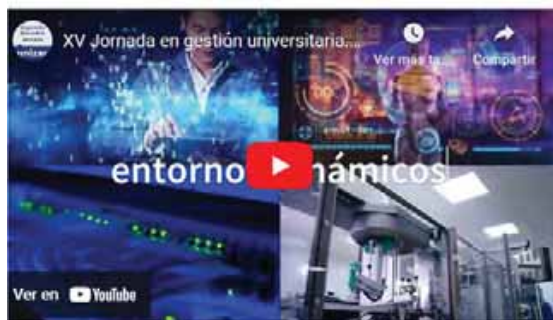 XV Jornada en gestión universitaria....
Ver más ta...
Compartir
entorno
námicos
Ver en YouTube